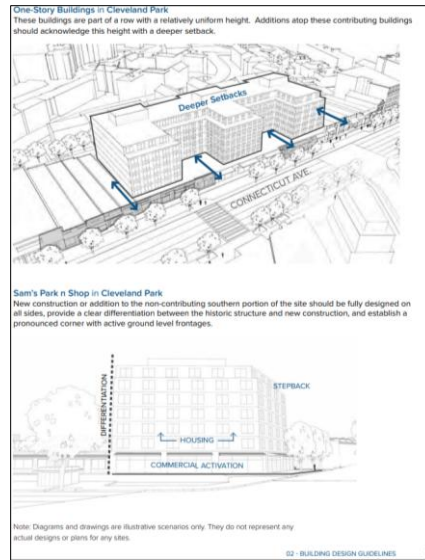 One-Story Buildings in Cleveland Park
These buildings are part of a row with a relatively uniform height. Additions atop these contributing buildings
should acknowledge this height with a deeper setback.
Deeper Setbacks
CONNECTICUT AVE.
Sam's Park n Shop in Cleveland Park
New construction or addition to the non-contributing southern portion of the site should be fully designed on
all sides, provide a clear differentiation between the historic structure and new construction, and establish a
pronounced corner with active ground level frontages.
DIFFERENTIATION
STEPBACK
HOUSING
COMMERCIAL ACTIVATION
Note: Diagrams and drawings are illustrative scenarios only. They do not represent any
actual designs or plans for any sites.
02 - BUILDING DESIGN GUIDELINES